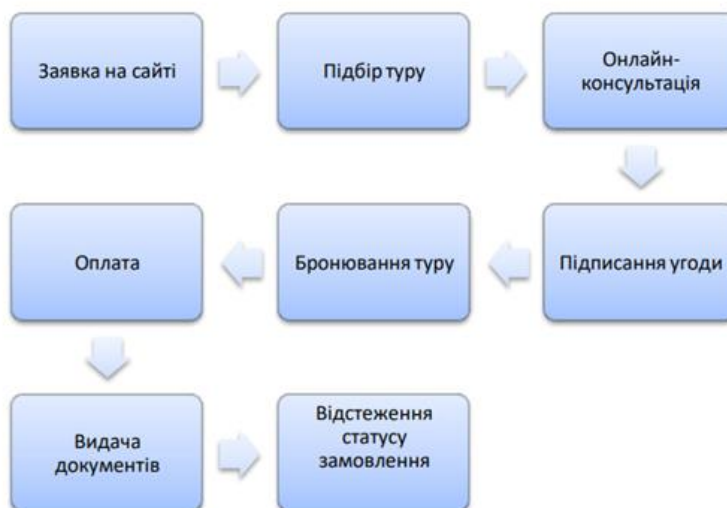 Заявка на сайті
Підбір туру
Онлайн-
консультація
Оплата
Бронювання туру
Підписання угоди
Видача
документів
Відстеження
статусу
замовлення